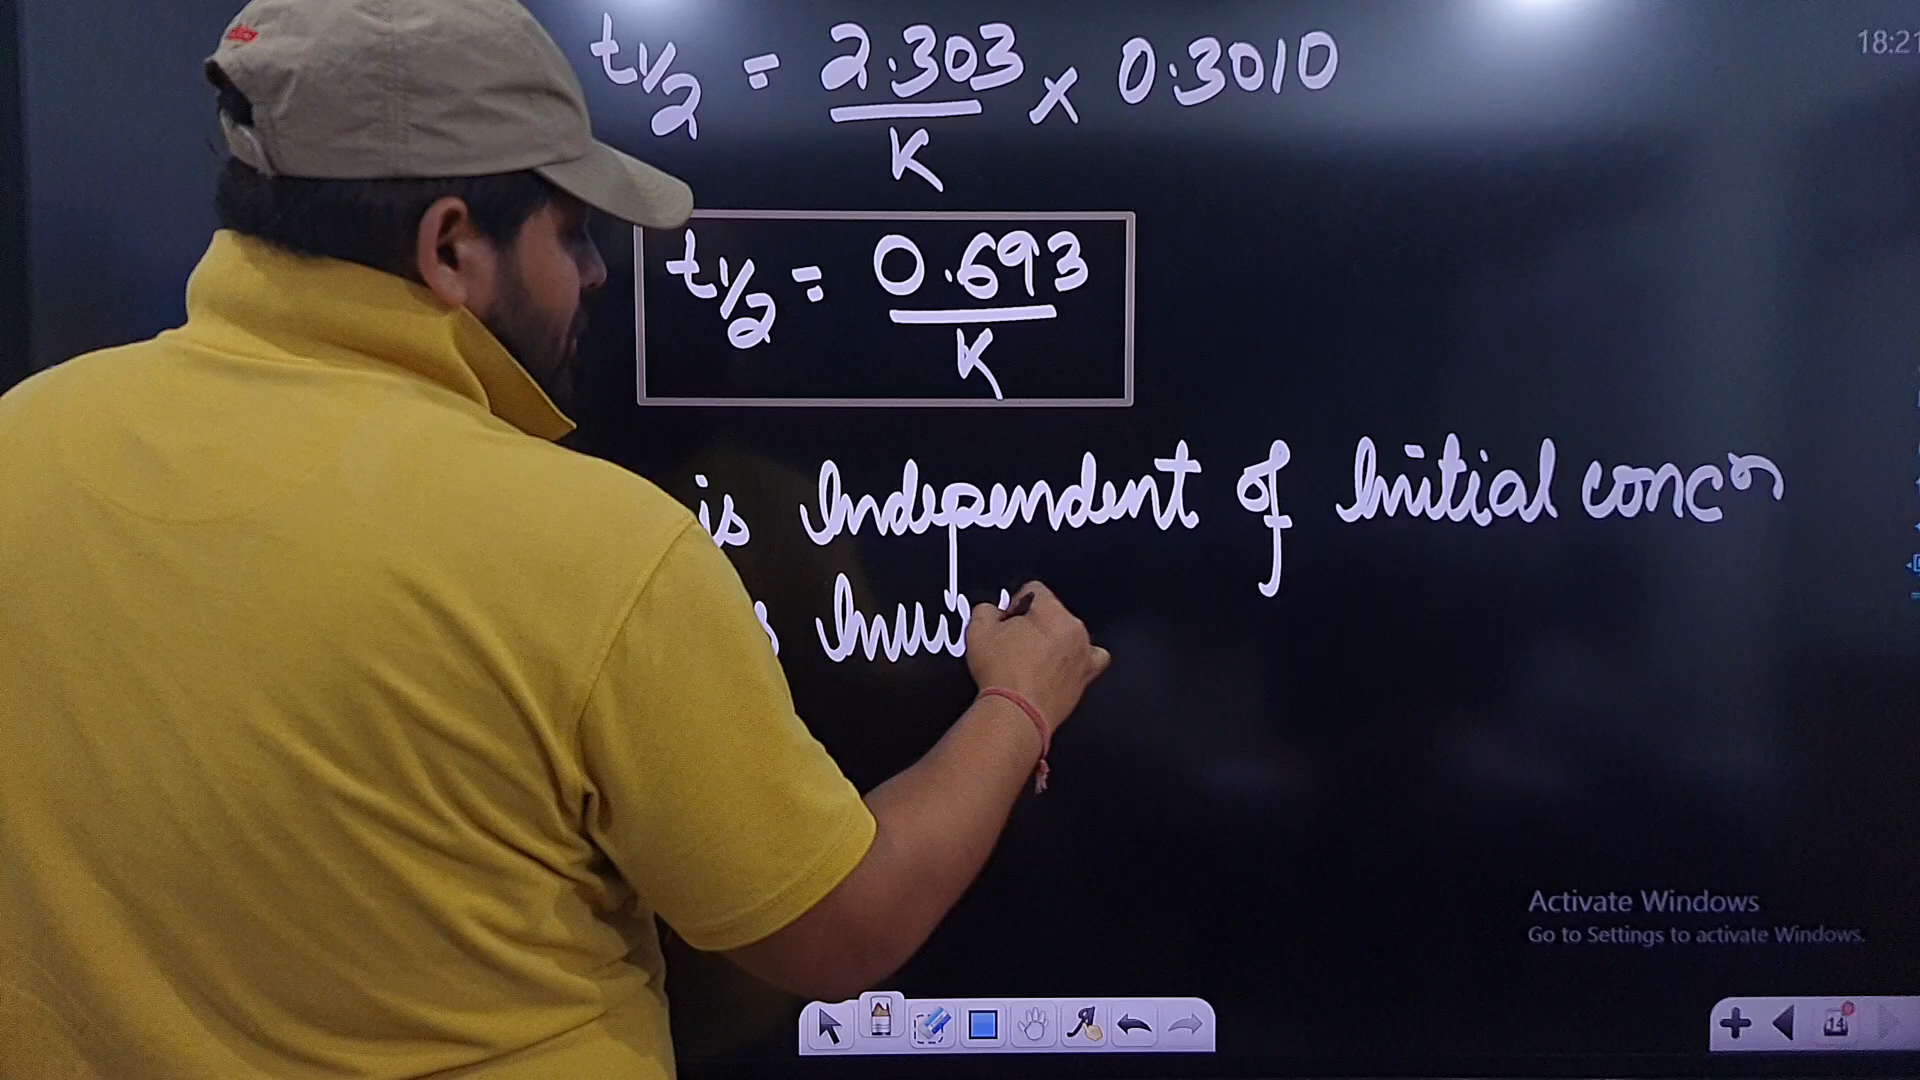 t1/2 = 2.303/K x 0.3010
18:21
t1/2 = 0.693/K
is Independent of Initial concn
Activate Windows
Go to Settings to activate Windows.
14